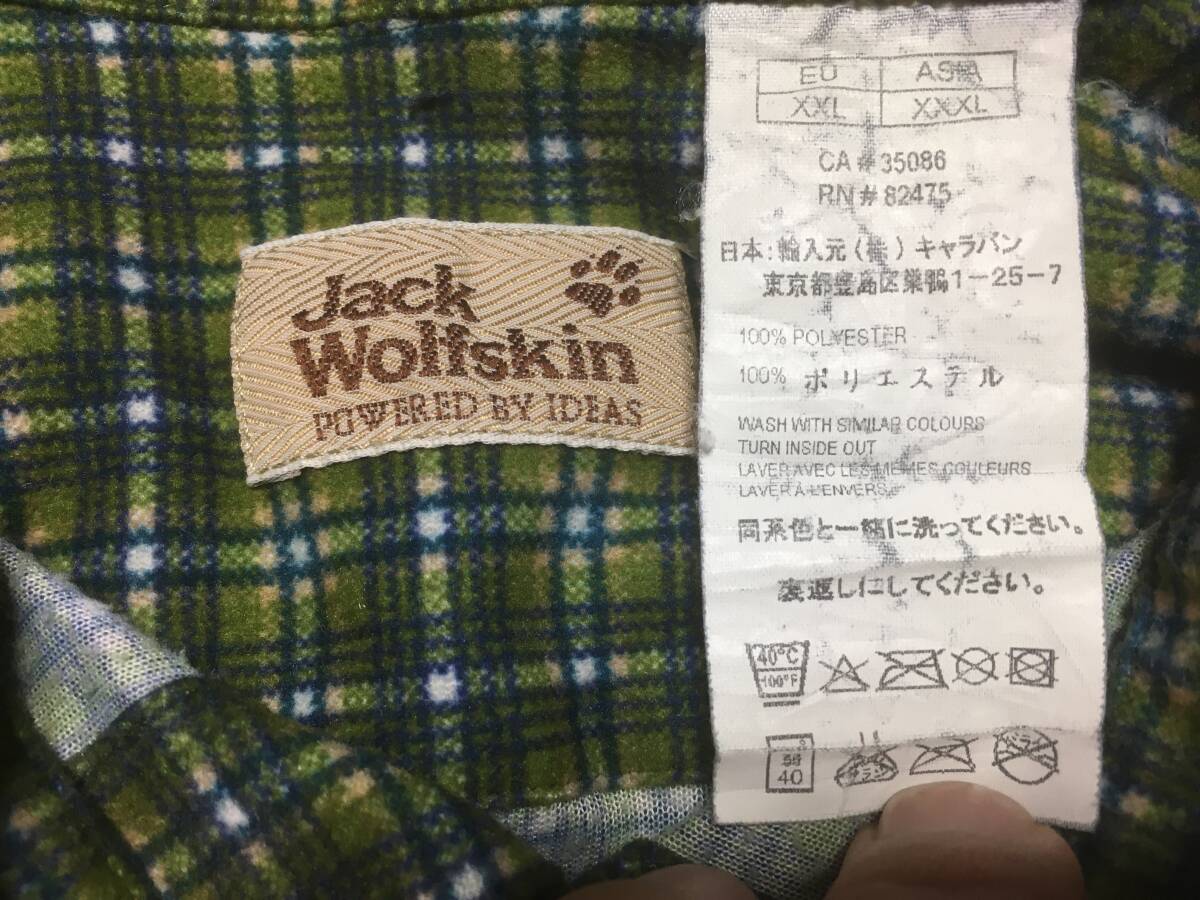 Jack
Wolfskin
POWERED BY IDEAS
EU ASIA
XXL XXXL
CA # 35086
RN # 82475
日本:輸入元(株)キャラバン
東京都豊島区巣鴨1-25-7
100% POLYESTER
100% ポリエステル
WASH WITH SIMILAR COLOURS
TURN INSIDE OUT
LAVER AVEC LES MEMES COULEURS
LAVER À L'ENVERS
同系色と一緒に洗ってください。
裏返しにしてください。
40°C
100°F
弱
40